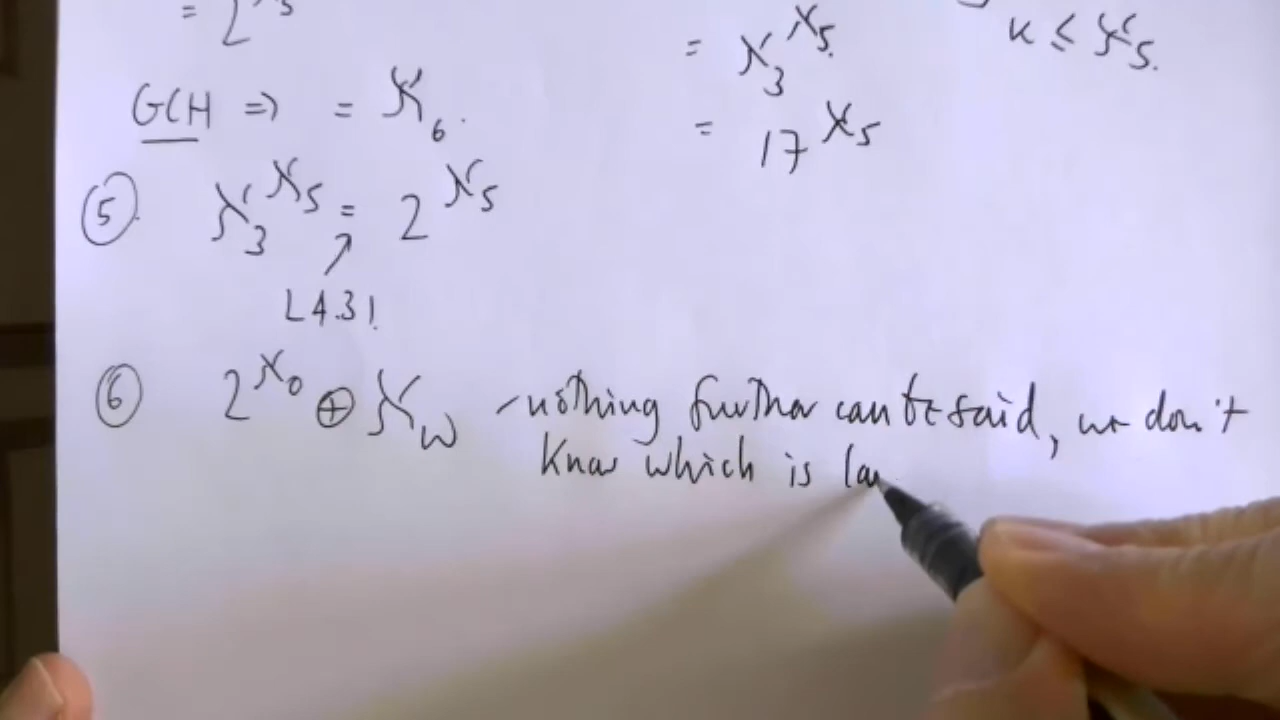 = 2^ℵ5
GCH => = ℵ6.
⑤ ℵ3^ℵ5 = 2^ℵ5
↗
L4.3!
= ℵ3^ℵ5.
κ ≤ ℵ5.
= 17^ℵ5
⑥ 2^ℵ0 ⊕ ℵω - nothing further can be said, we don't
know which is la